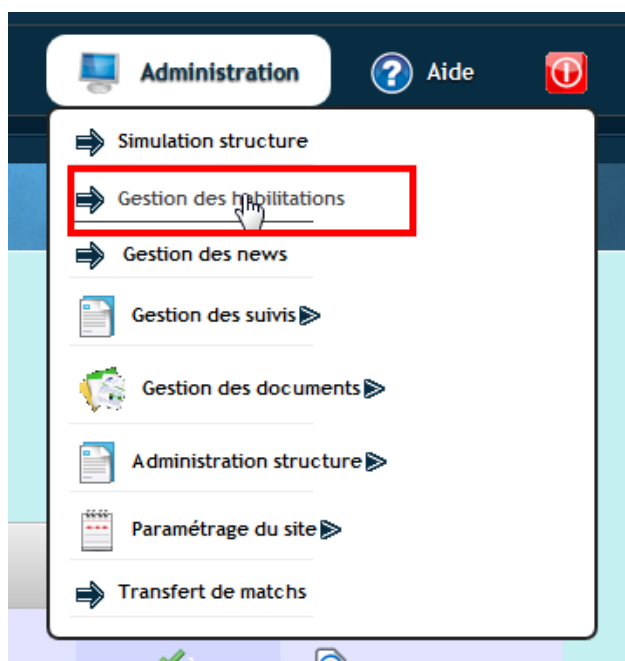 Administration
Aide
Simulation structure
Gestion des habilitations
Gestion des news
Gestion des suivis
Gestion des documents
Administration structure
Paramétrage du site
Transfert de matchs